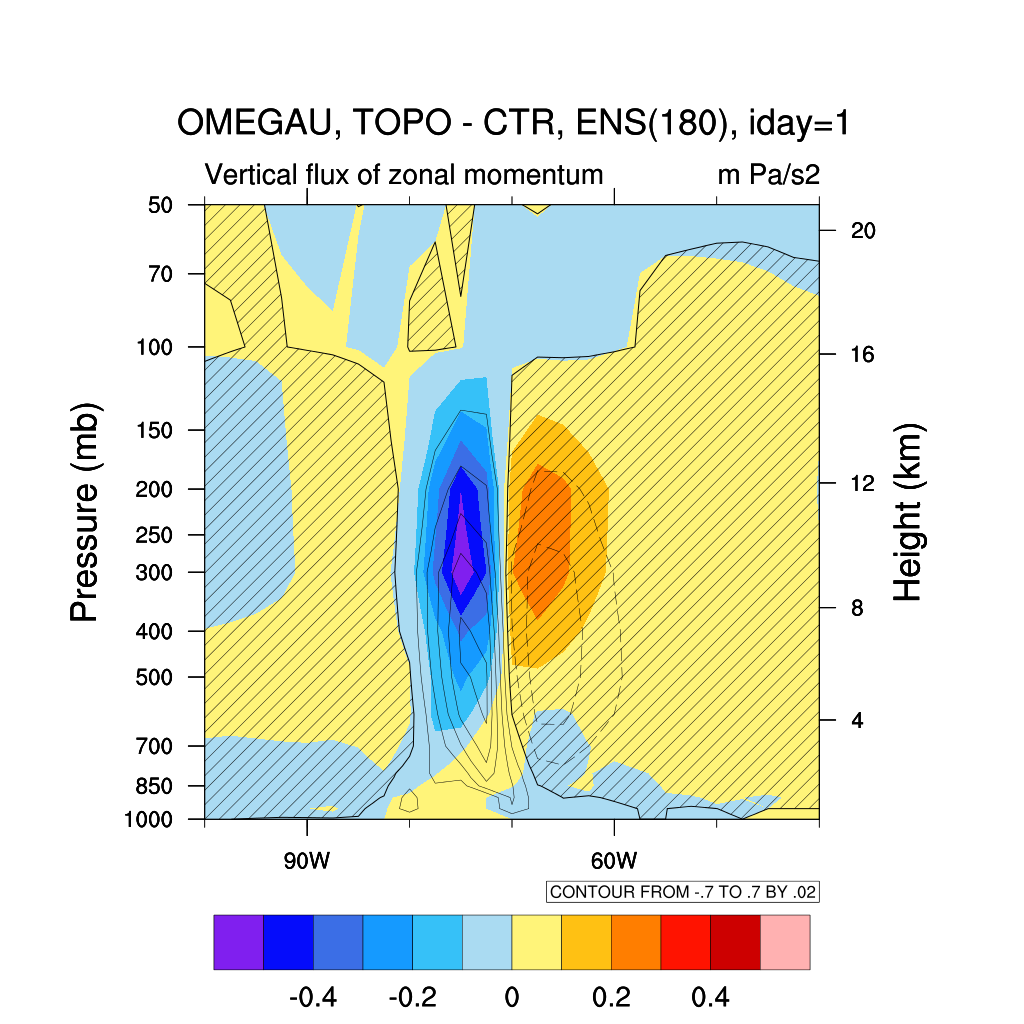 OMEGAU, TOPO - CTR, ENS(180), iday=1
Vertical flux of zonal momentum m Pa/s2
50
70
100
150
200
250
300
400
500
700
850
1000
Pressure (mb)
20
16
12
8
4
Height (km)
90W 60W
CONTOUR FROM -.7 TO .7 BY .02
-0.4 -0.2 0 0.2 0.4